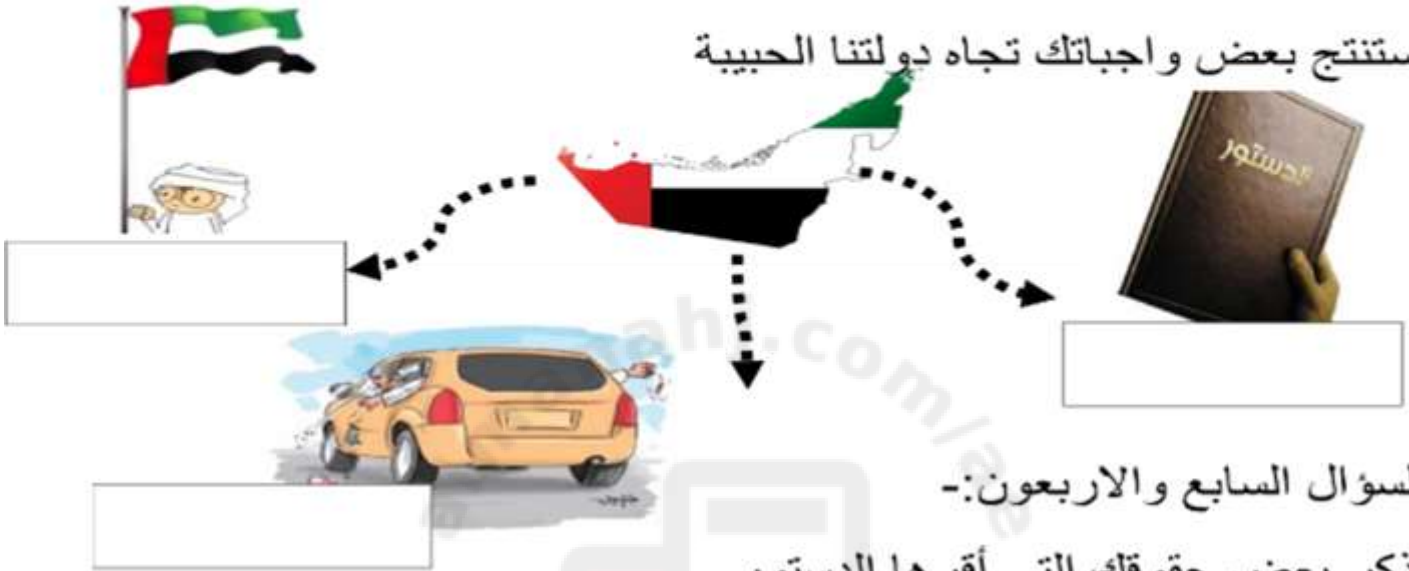 ستنتج بعض واجباتك تجاه دولتنا الحبيبة
الدستور
لسؤال السابع والاربعون:-